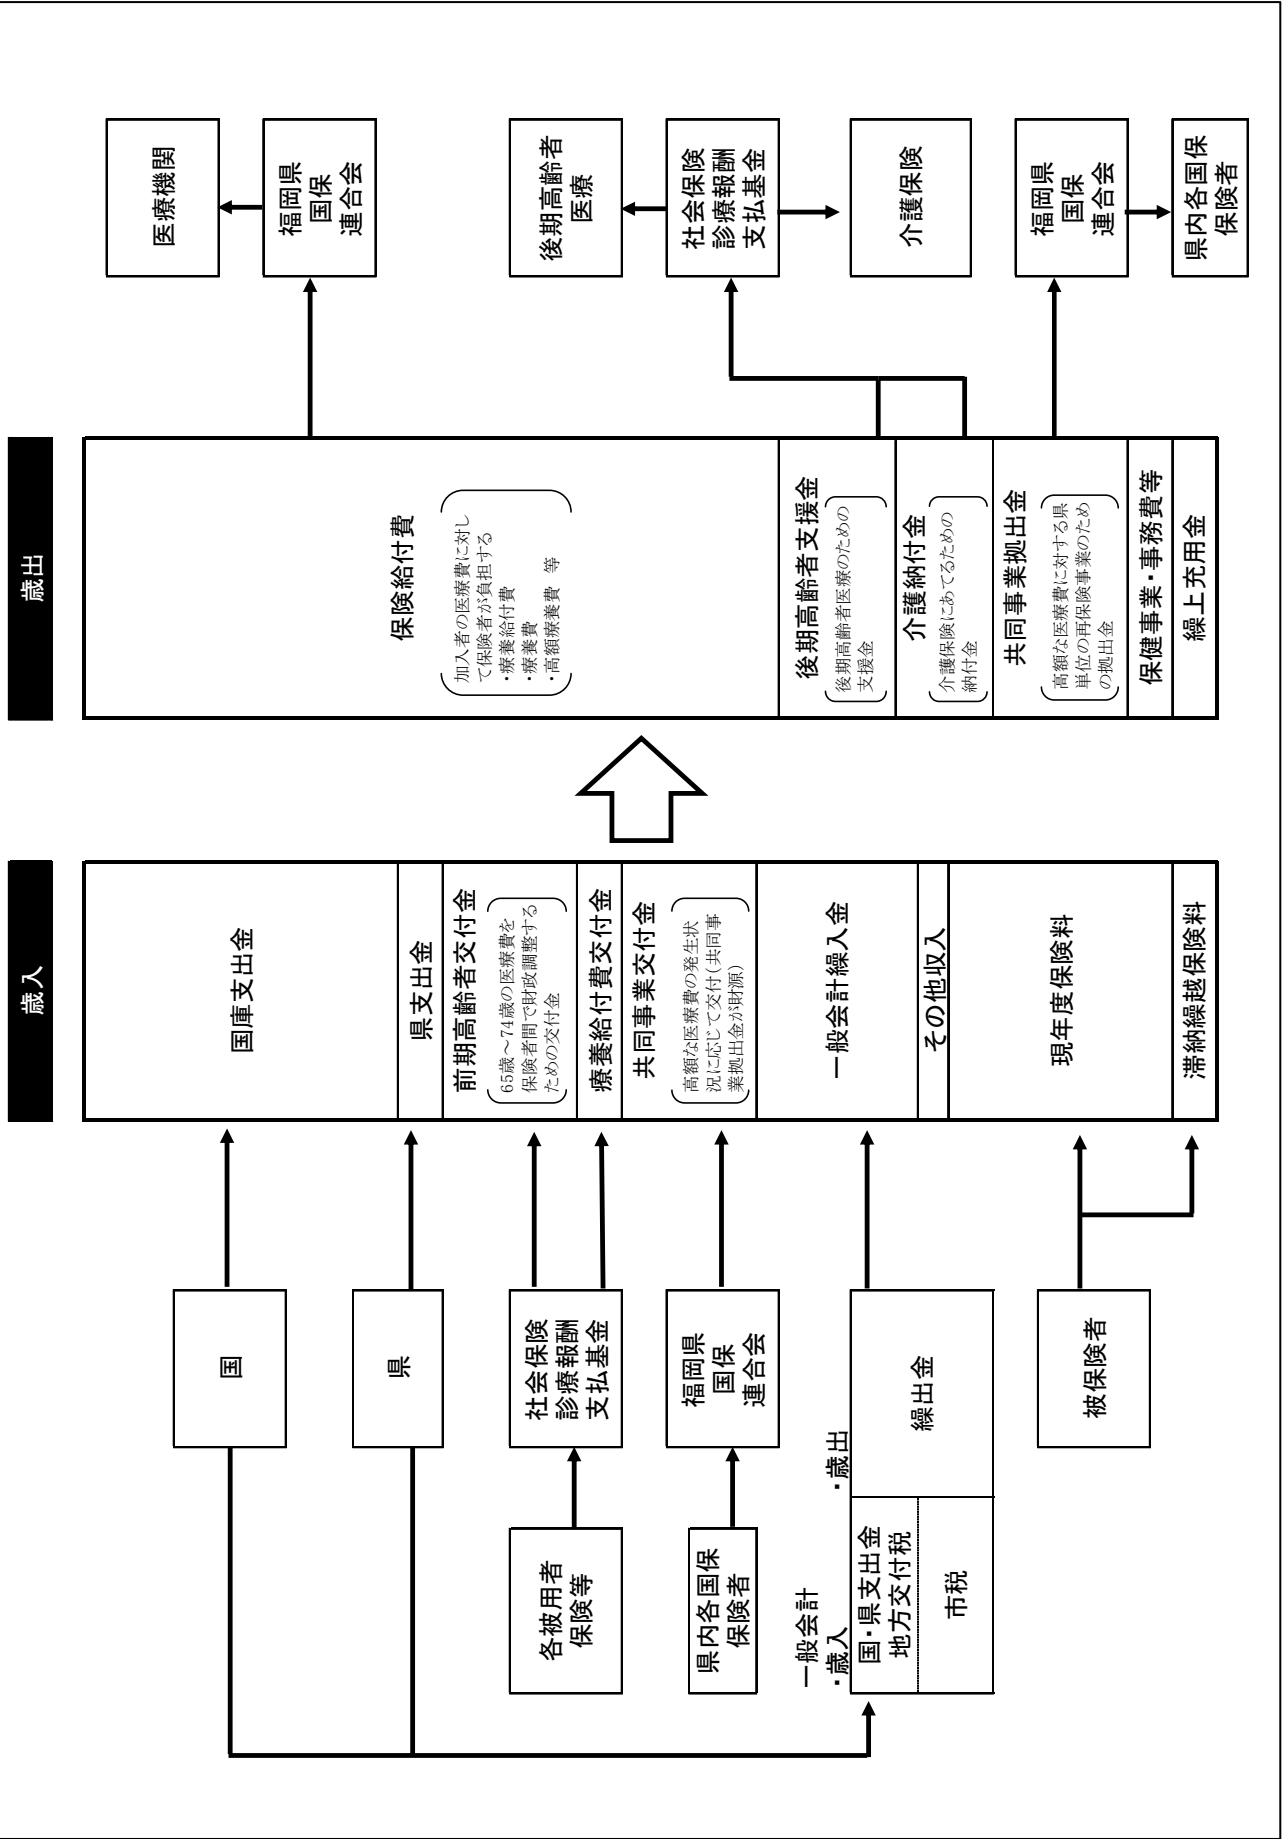 歳入
歳出
国
県
各被用者
保険等
社会保険
診療報酬
支払基金
県内各国保
保険者
福岡県
国保
連合会
一般会計
・歳入
・歳出
国・県支出金
地方交付税
市税
繰出金
被保険者
国庫支出金
県支出金
前期高齢者交付金
65歳～74歳の医療費を
保険者間で財政調整する
ための交付金
療養給付費交付金
共同事業交付金
高額な医療費の発生状
況に応じて交付(共同事
業拠出金が財源)
一般会計繰入金
その他収入
現年度保険料
滞納繰越保険料
保険給付費
加入者の医療費に対し
て保険者が負担する
・療養給付費
・療養費
・高額療養費　等
後期高齢者支援金
後期高齢者医療のための
支援金
介護納付金
介護保険にあてるための
納付金
共同事業拠出金
高額な医療費に対する県
単位の再保険事業のため
の拠出金
保健事業・事務費等
繰上充用金
医療機関
福岡県
国保
連合会
後期高齢者
医療
社会保険
診療報酬
支払基金
介護保険
福岡県
国保
連合会
県内各国保
保険者